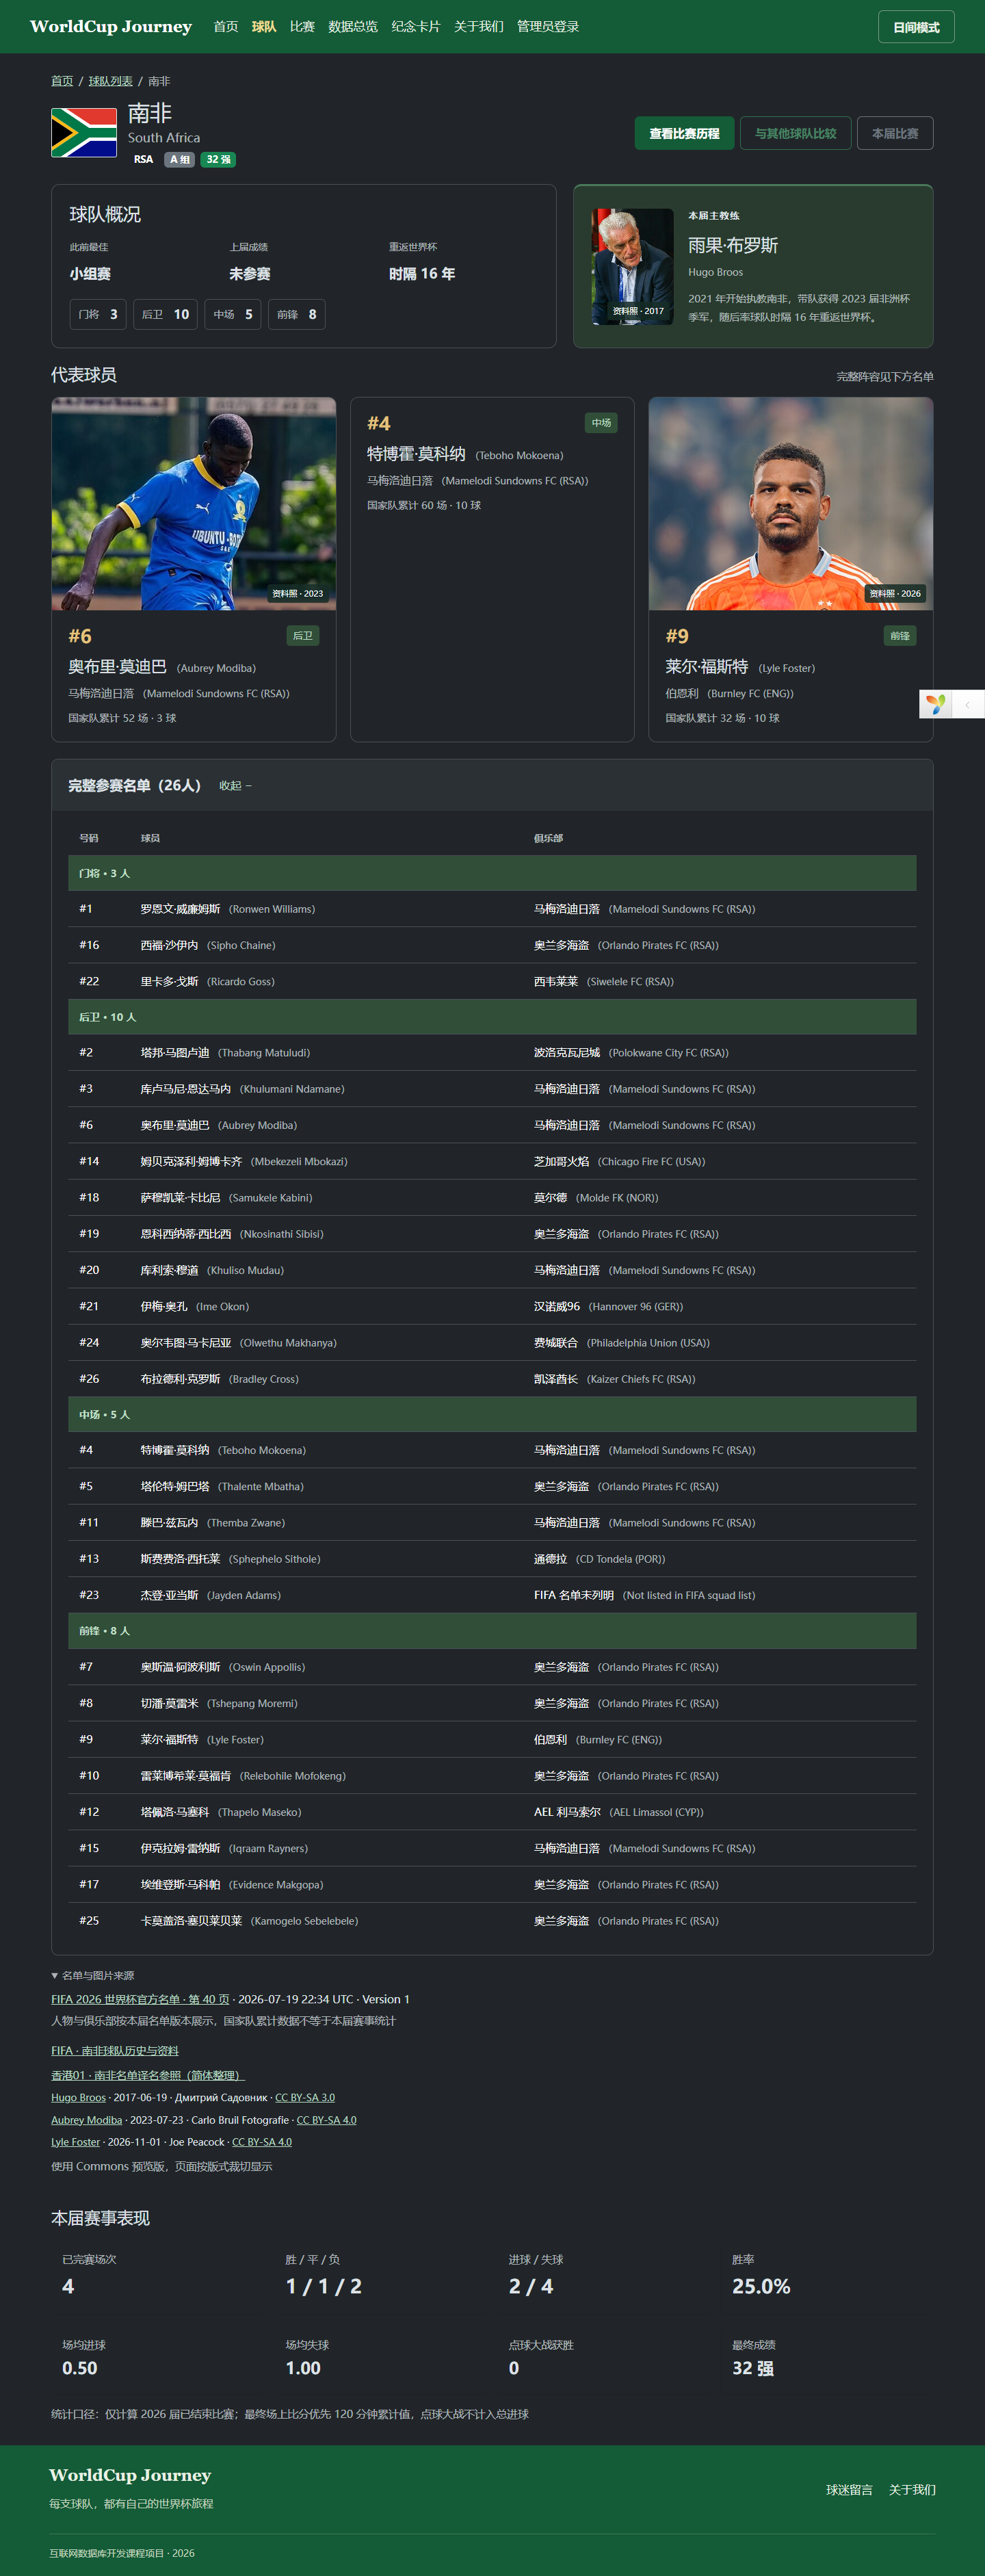 WorldCup Journey 首页 球队 比赛 数据总览 纪念卡片 关于我们 管理员登录 日间模式
首页 / 球队列表 / 南非
南非
South Africa
RSA A 组 32 强
查看比赛历程 与其他球队比较 本届比赛
球队概况
此前最佳 上届成绩 重返世界杯
小组赛 未参赛 时隔 16 年
门将 3 后卫 10 中场 5 前锋 8
资料照 · 2017
本届主教练
雨果·布罗斯
Hugo Broos
2021 年开始执教南非，带队获得 2023 届非洲杯
季军，随后率球队时隔 16 年重返世界杯。
代表球员 完整阵容见下方名单
UBUNTU-BOTHO
资料照 · 2023
#6 后卫
奥布里·莫迪巴 （Aubrey Modiba）
马梅洛迪日落 （Mamelodi Sundowns FC (RSA)）
国家队累计 52 场 · 3 球
#4 中场
特博霍·莫科纳 （Teboho Mokoena）
马梅洛迪日落 （Mamelodi Sundowns FC (RSA)）
国家队累计 60 场 · 10 球
资料照 · 2026
#9 前锋
莱尔·福斯特 （Lyle Foster）
伯恩利 （Burnley FC (ENG)）
国家队累计 32 场 · 10 球
完整参赛名单（26人） 收起 −
号码 球员 俱乐部
门将 • 3 人
#1 罗恩文·威廉姆斯 （Ronwen Williams） 马梅洛迪日落 （Mamelodi Sundowns FC (RSA)）
#16 西福·沙伊内 （Sipho Chaine） 奥兰多海盗 （Orlando Pirates FC (RSA)）
#22 里卡多·戈斯 （Ricardo Goss） 西韦莱莱 （Siwelele FC (RSA)）
后卫 • 10 人
#2 塔邦·马图卢迪 （Thabang Matuludi） 波洛克瓦尼城 （Polokwane City FC (RSA)）
#3 库卢马尼·恩达马内 （Khulumani Ndamane） 马梅洛迪日落 （Mamelodi Sundowns FC (RSA)）
#6 奥布里·莫迪巴 （Aubrey Modiba） 马梅洛迪日落 （Mamelodi Sundowns FC (RSA)）
#14 姆贝克泽利·姆博卡齐 （Mbekezeli Mbokazi） 芝加哥火焰 （Chicago Fire FC (USA)）
#18 萨穆凯莱·卡比尼 （Samukele Kabini） 莫尔德 （Molde FK (NOR)）
#19 恩科西纳蒂·西比西 （Nkosinathi Sibisi） 奥兰多海盗 （Orlando Pirates FC (RSA)）
#20 库利索·穆道 （Khuliso Mudau） 马梅洛迪日落 （Mamelodi Sundowns FC (RSA)）
#21 伊梅·奥孔 （Ime Okon） 汉诺威96 （Hannover 96 (GER)）
#24 奥尔韦图·马卡尼亚 （Olwethu Makhanya） 费城联合 （Philadelphia Union (USA)）
#26 布拉德利·克罗斯 （Bradley Cross） 凯泽酋长 （Kaizer Chiefs FC (RSA)）
中场 • 5 人
#4 特博霍·莫科纳 （Teboho Mokoena） 马梅洛迪日落 （Mamelodi Sundowns FC (RSA)）
#5 塔伦特·姆巴塔 （Thalente Mbatha） 奥兰多海盗 （Orlando Pirates FC (RSA)）
#11 滕巴·兹瓦内 （Themba Zwane） 马梅洛迪日落 （Mamelodi Sundowns FC (RSA)）
#13 斯费费洛·西托莱 （Sphephelo Sithole） 通德拉 （CD Tondela (POR)）
#23 杰登·亚当斯 （Jayden Adams） FIFA 名单未列明 （Not listed in FIFA squad list）
前锋 • 8 人
#7 奥斯温·阿波利斯 （Oswin Appollis） 奥兰多海盗 （Orlando Pirates FC (RSA)）
#8 切潘·莫雷米 （Tshepang Moremi） 奥兰多海盗 （Orlando Pirates FC (RSA)）
#9 莱尔·福斯特 （Lyle Foster） 伯恩利 （Burnley FC (ENG)）
#10 雷莱博希莱·莫福肯 （Relebohile Mofokeng） 奥兰多海盗 （Orlando Pirates FC (RSA)）
#12 塔佩洛·马塞科 （Thapelo Maseko） AEL 利马索尔 （AEL Limassol (CYP)）
#15 伊克拉姆·雷纳斯 （Iqraam Rayners） 马梅洛迪日落 （Mamelodi Sundowns FC (RSA)）
#17 埃维登斯·马科帕 （Evidence Makgopa） 奥兰多海盗 （Orlando Pirates FC (RSA)）
#25 卡莫盖洛·塞贝莱贝莱 （Kamogelo Sebelebele） 奥兰多海盗 （Orlando Pirates FC (RSA)）
▼ 名单与图片来源
FIFA 2026 世界杯官方名单 · 第 40 页 · 2026-07-19 22:34 UTC · Version 1
人物与俱乐部按本届名单版本展示，国家队累计数据不等于本届赛事统计
FIFA · 南非球队历史与资料
香港01 · 南非名单译名参照（简体整理）
Hugo Broos · 2017-06-19 · Дмитрий Садовник · CC BY-SA 3.0
Aubrey Modiba · 2023-07-23 · Carlo Bruil Fotografie · CC BY-SA 4.0
Lyle Foster · 2026-11-01 · Joe Peacock · CC BY-SA 4.0
使用 Commons 预览版，页面按版式裁切显示
本届赛事表现
已完赛场次 胜 / 平 / 负 进球 / 失球 胜率
4 1 / 1 / 2 2 / 4 25.0%
场均进球 场均失球 点球大战获胜 最终成绩
0.50 1.00 0 32 强
统计口径：仅计算 2026 届已结束比赛；最终场上比分优先 120 分钟累计值，点球大战不计入总进球
WorldCup Journey
每支球队，都有自己的世界杯旅程
球迷留言 关于我们
互联网数据库开发课程项目 · 2026